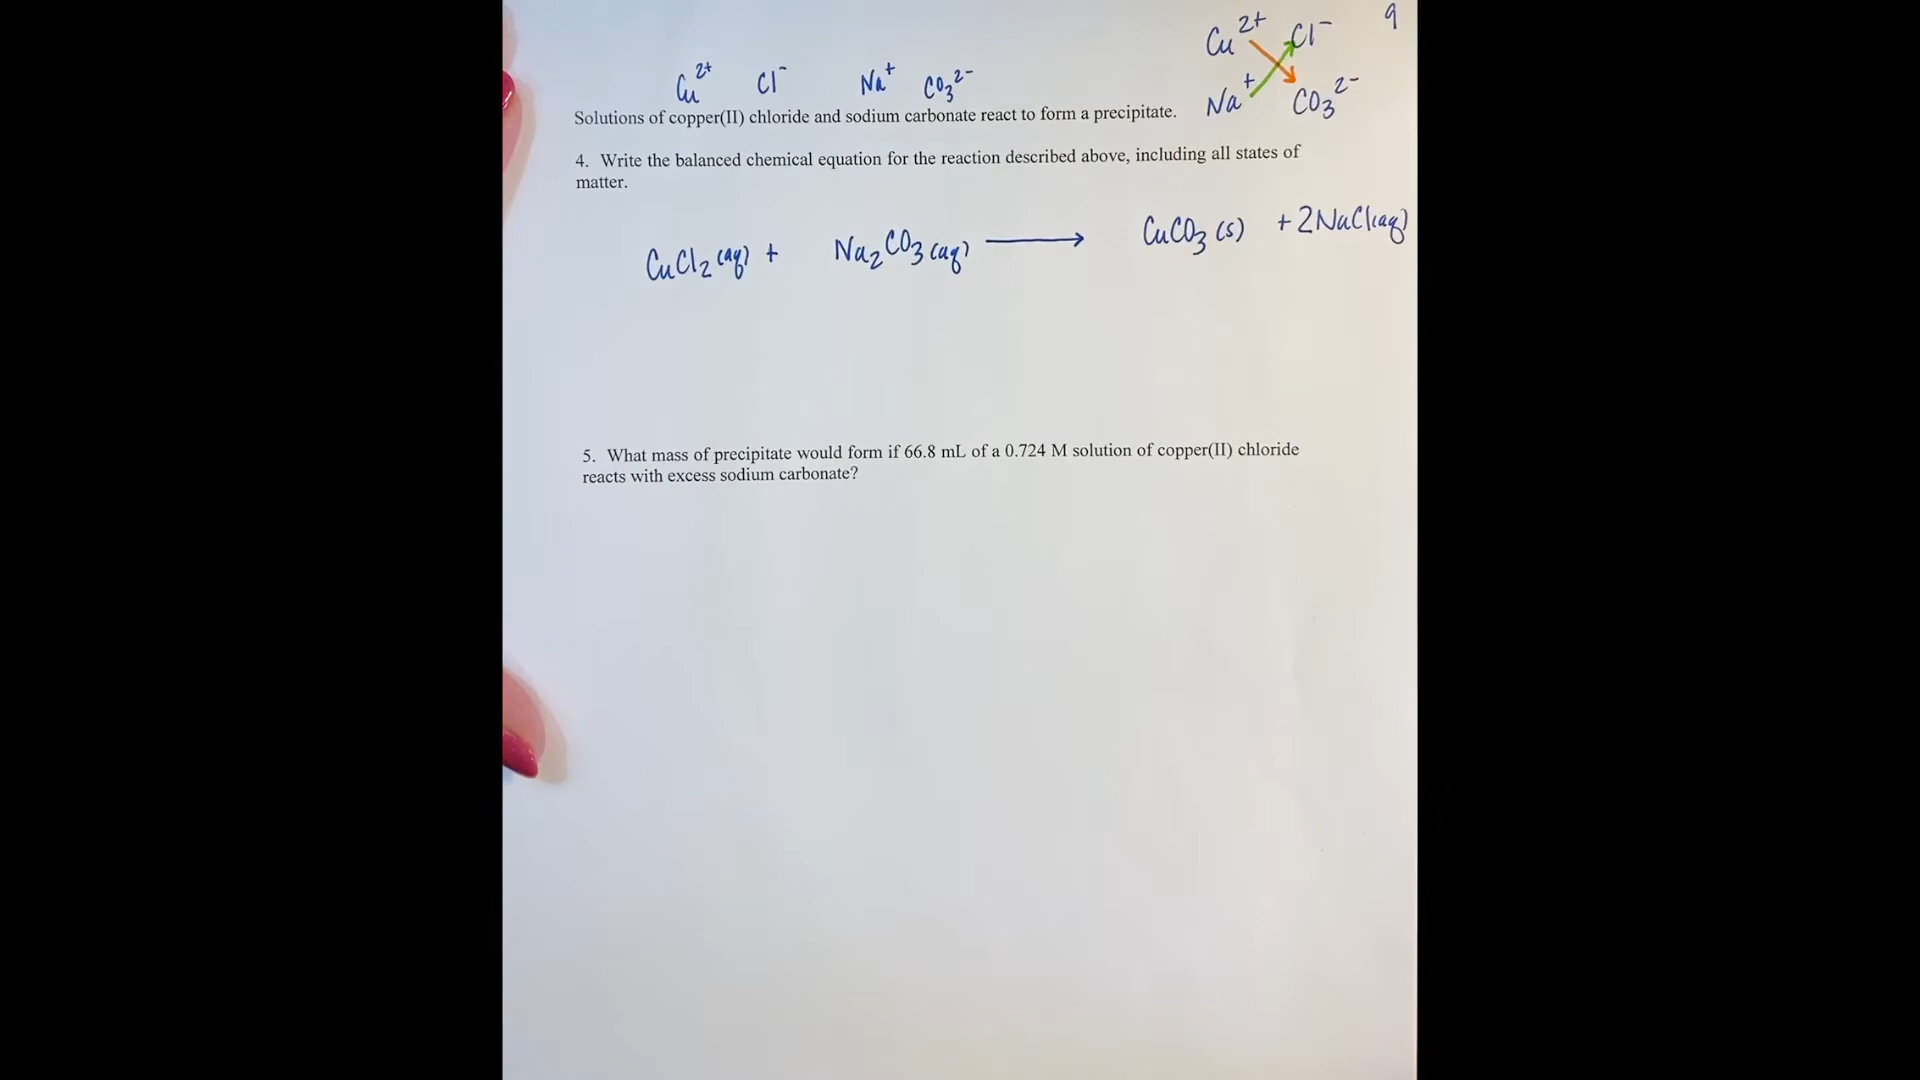 Cu²⁺ Cl⁻ 9
Cu²⁺ Cl⁻ Na⁺ CO₃²⁻
Na⁺ CO₃²⁻
Solutions of copper(II) chloride and sodium carbonate react to form a precipitate.
4. Write the balanced chemical equation for the reaction described above, including all states of
matter.
CuCl₂ (aq) + Na₂CO₃ (aq) ⟶ CuCO₃ (s) + 2NaCl(aq)
5. What mass of precipitate would form if 66.8 mL of a 0.724 M solution of copper(II) chloride
reacts with excess sodium carbonate?